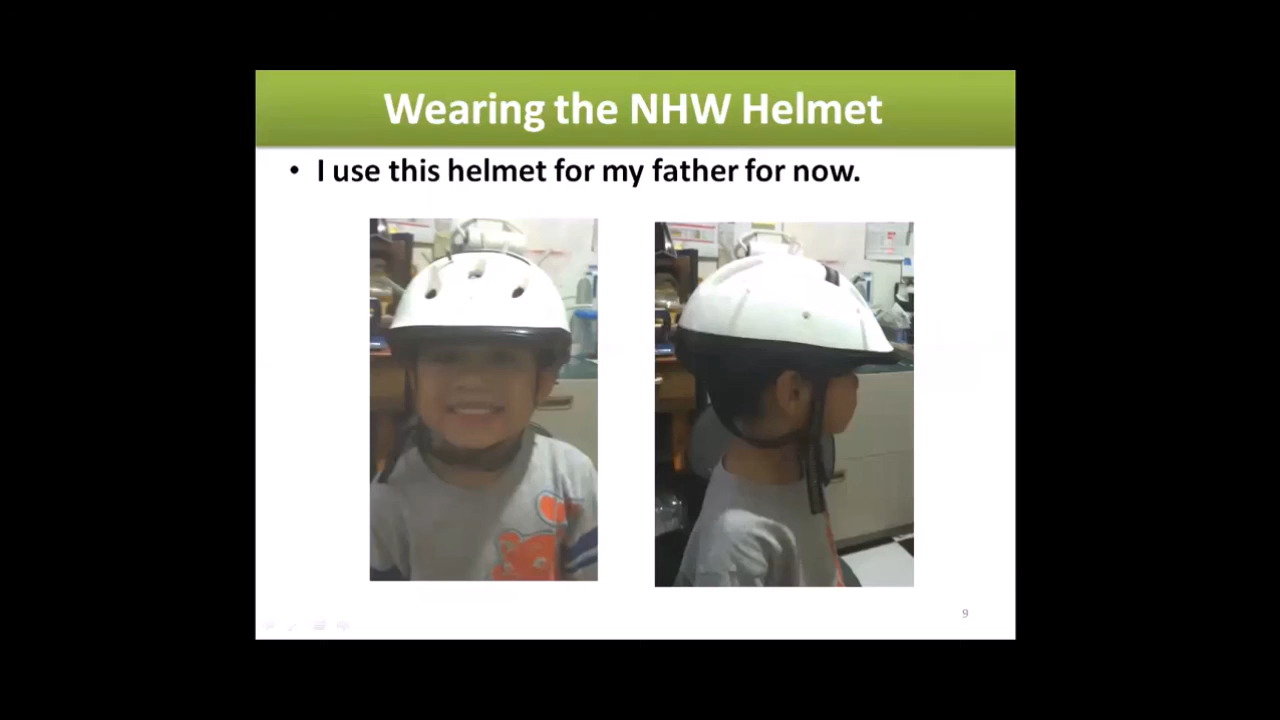 Wearing the NHW Helmet
• I use this helmet for my father for now.
9